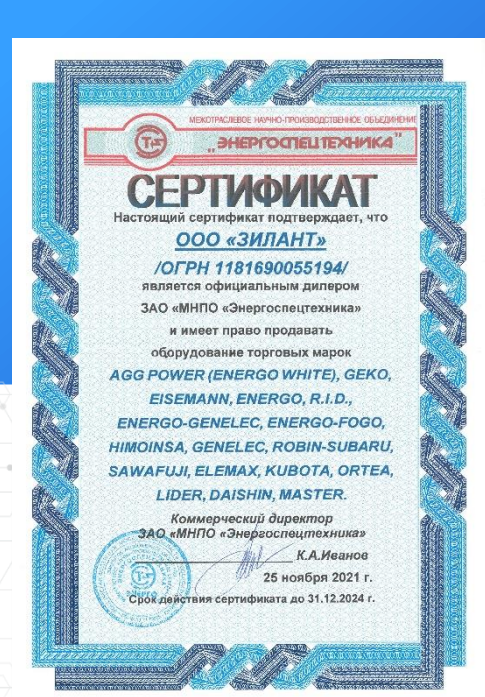 МЕЖОТРАСЛЕВОЕ НАУЧНО-ПРОИЗВОДСТВЕННОЕ ОБЪЕДИНЕНИЕ
„ЭНЕРГОСПЕЦТЕХНИКА"
СЕРТИФИКАТ
Настоящий сертификат подтверждает, что
ООО «ЗИЛАНТ»
/ОГРН 1181690055194/
является официальным дилером
ЗАО «МНПО «Энергоспецтехника»
и имеет право продавать
оборудование торговых марок
AGG POWER (ENERGO WHITE), GEKO,
EISEMANN, ENERGO, R.I.D.,
ENERGO-GENELEC, ENERGO-FOGO,
HIMOINSA, GENELEC, ROBIN-SUBARU,
SAWAFUJI, ELEMAX, KUBOTA, ORTEA,
LIDER, DAISHIN, MASTER.
Коммерческий директор
ЗАО «МНПО «Энергоспецтехника»
К.А.Иванов
25 ноября 2021 г.
Срок действия сертификата до 31.12.2024 г.